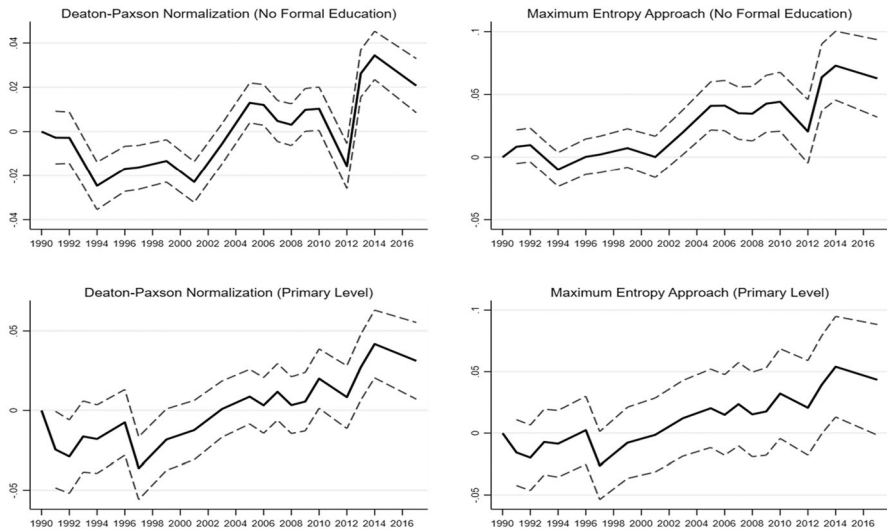 Deaton-Paxson Normalization (No Formal Education)
.04
.02
0
-.02
-.04
1990 1992 1994 1996 1998 2000 2002 2004 2006 2008 2010 2012 2014 2016
Maximum Entropy Approach (No Formal Education)
.1
.05
0
-.05
1990 1992 1994 1996 1998 2000 2002 2004 2006 2008 2010 2012 2014 2016
Deaton-Paxson Normalization (Primary Level)
.05
0
-.05
1990 1992 1994 1996 1998 2000 2002 2004 2006 2008 2010 2012 2014 2016
Maximum Entropy Approach (Primary Level)
.1
.05
0
-.05
1990 1992 1994 1996 1998 2000 2002 2004 2006 2008 2010 2012 2014 2016